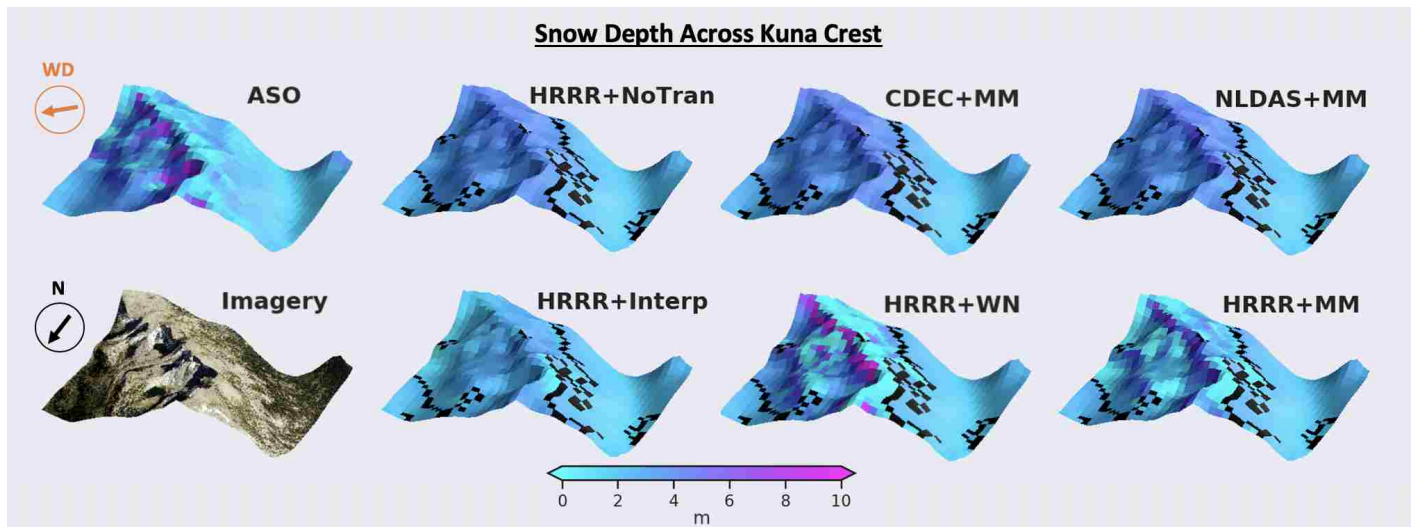 Snow Depth Across Kuna Crest
WD
ASO
HRRR+NoTran
CDEC+MM
NLDAS+MM
N
Imagery
HRRR+Interp
HRRR+WN
HRRR+MM
0 2 4 6 8 10
m